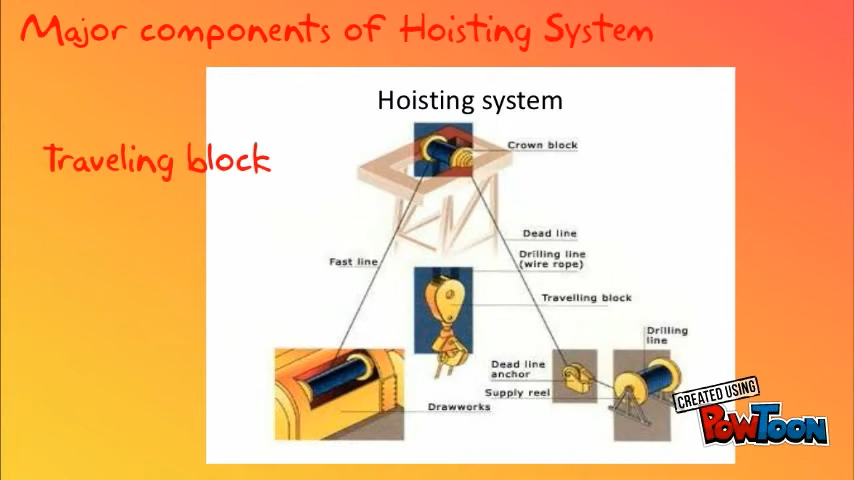 Major components of Hoisting System
Hoisting system
Traveling block
Crown block
Dead line
Fast line
Drilling line
(wire rope)
Travelling block
Drilling
line
Dead line
anchor
Supply reel
Drawworks
CREATED USING
POWTOON